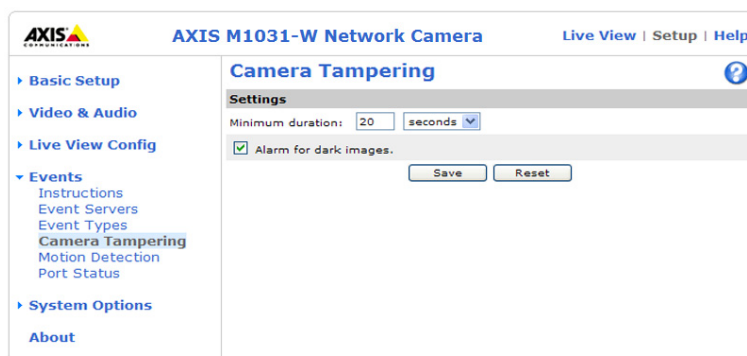 AXIS
COMMUNICATIONS
AXIS M1031-W Network Camera
Live View | Setup | Help
Basic Setup
Video & Audio
Live View Config
Events
Instructions
Event Servers
Event Types
Camera Tampering
Motion Detection
Port Status
System Options
About
Camera Tampering
?
Settings
Minimum duration: 20 seconds
Alarm for dark images.
Save Reset